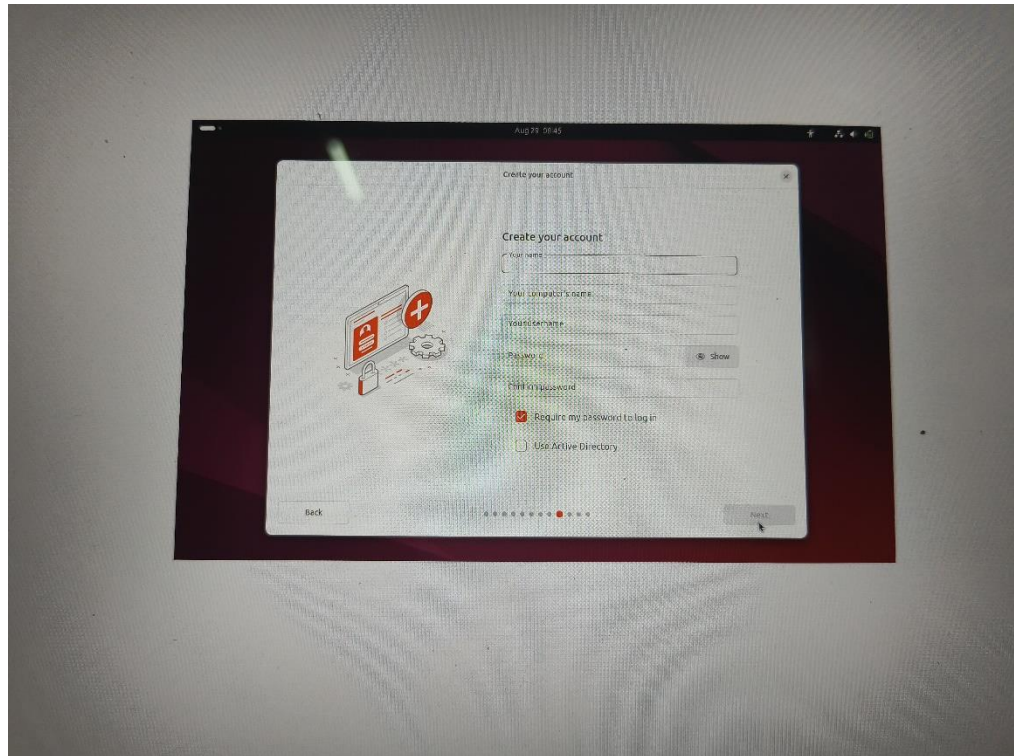 Aug 28 06:45
Create your account
Create your account
Your name
Your computer's name
Your username
Password
Show
Confirm password
Require my password to log in
Use Active Directory
Back
Next